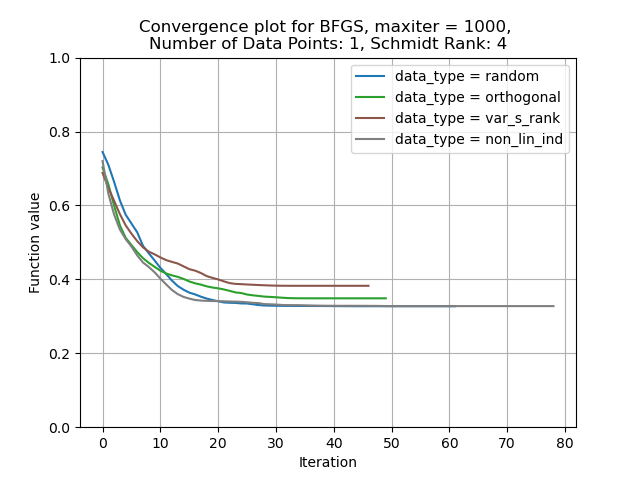 Convergence plot for BFGS, maxiter = 1000,
Number of Data Points: 1, Schmidt Rank: 4
1.0
0.8
0.6
0.4
0.2
0.0
Function value
data_type = random
data_type = orthogonal
data_type = var_s_rank
data_type = non_lin_ind
0 10 20 30 40 50 60 70 80
Iteration